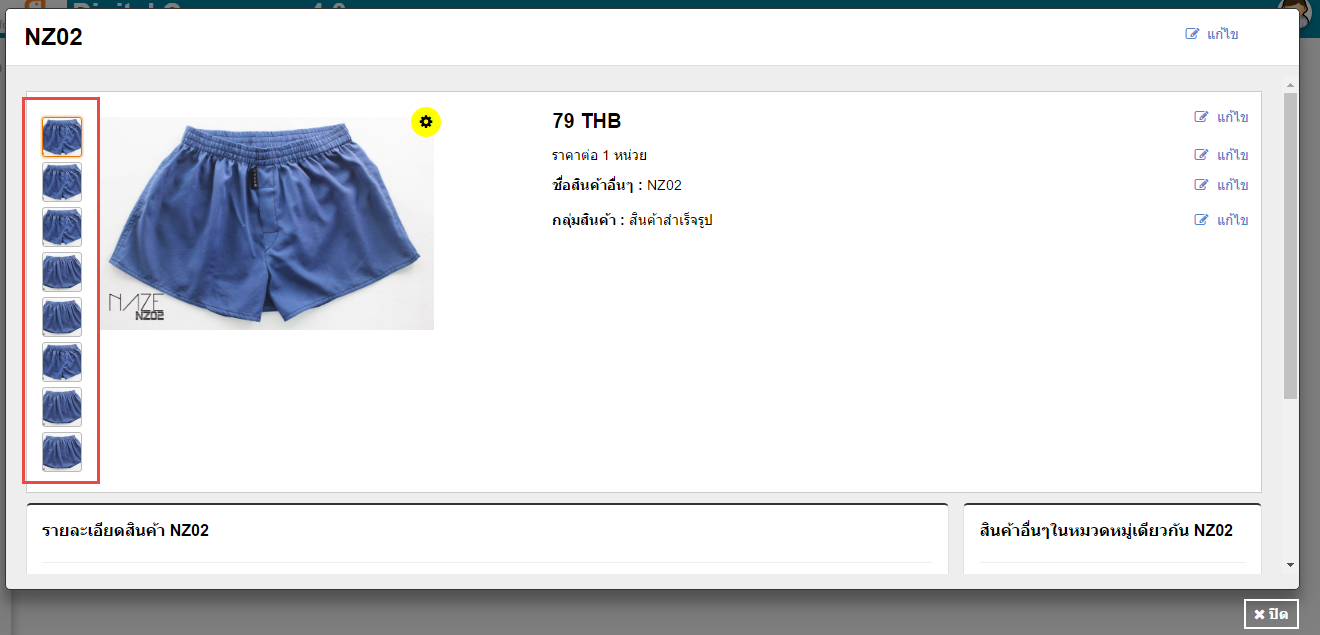 NZ02
แก้ไข
79 THB
แก้ไข
ราคาต่อ 1 หน่วย
แก้ไข
ชื่อสินค้าอื่นๆ : NZ02
แก้ไข
กลุ่มสินค้า : สินค้าสำเร็จรูป
แก้ไข
NAZE
NZ02
รายละเอียดสินค้า NZ02
สินค้าอื่นๆในหมวดหมู่เดียวกัน NZ02
ปิด